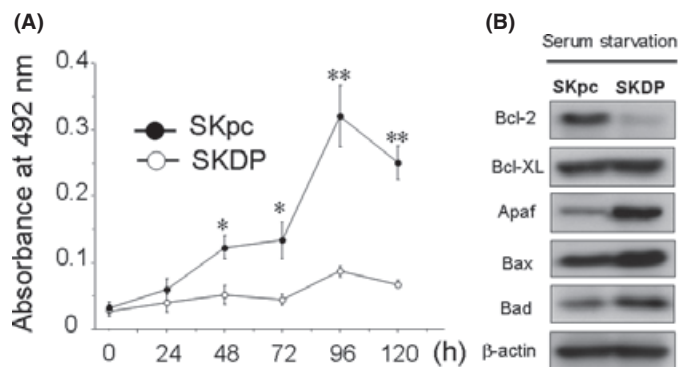 (A)
Absorbance at 492 nm
0.4
0.3
0.2
0.1
0
SKpc
SKDP
*
*
**
**
0 24 48 72 96 120 (h)
(B)
Serum starvation
SKpc SKDP
Bcl-2
Bcl-XL
Apaf
Bax
Bad
β-actin